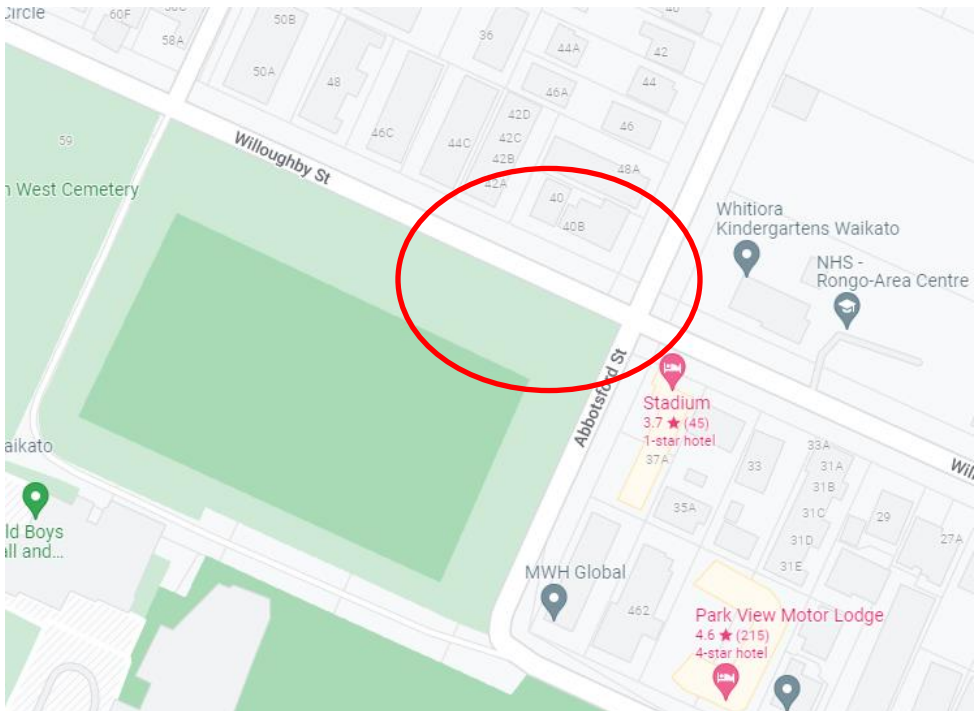 Circle
60F
58A
50B
50A
48
46C
36
44A
42
44
46A
46
42D
42C
44C
42B
42A
48A
40
40B
59
Willoughby St
West Cemetery
Whitiora
Kindergartens Waikato
NHS -
Rongo-Area Centre
Abbotsford St
Stadium
3.7 ★ (45)
1-star hotel
37A
33
33A
31A
31B
31C
31D
31E
29
27A
35A
aikato
ld Boys
all and...
MWH Global
462
Park View Motor Lodge
4.6 ★ (215)
4-star hotel